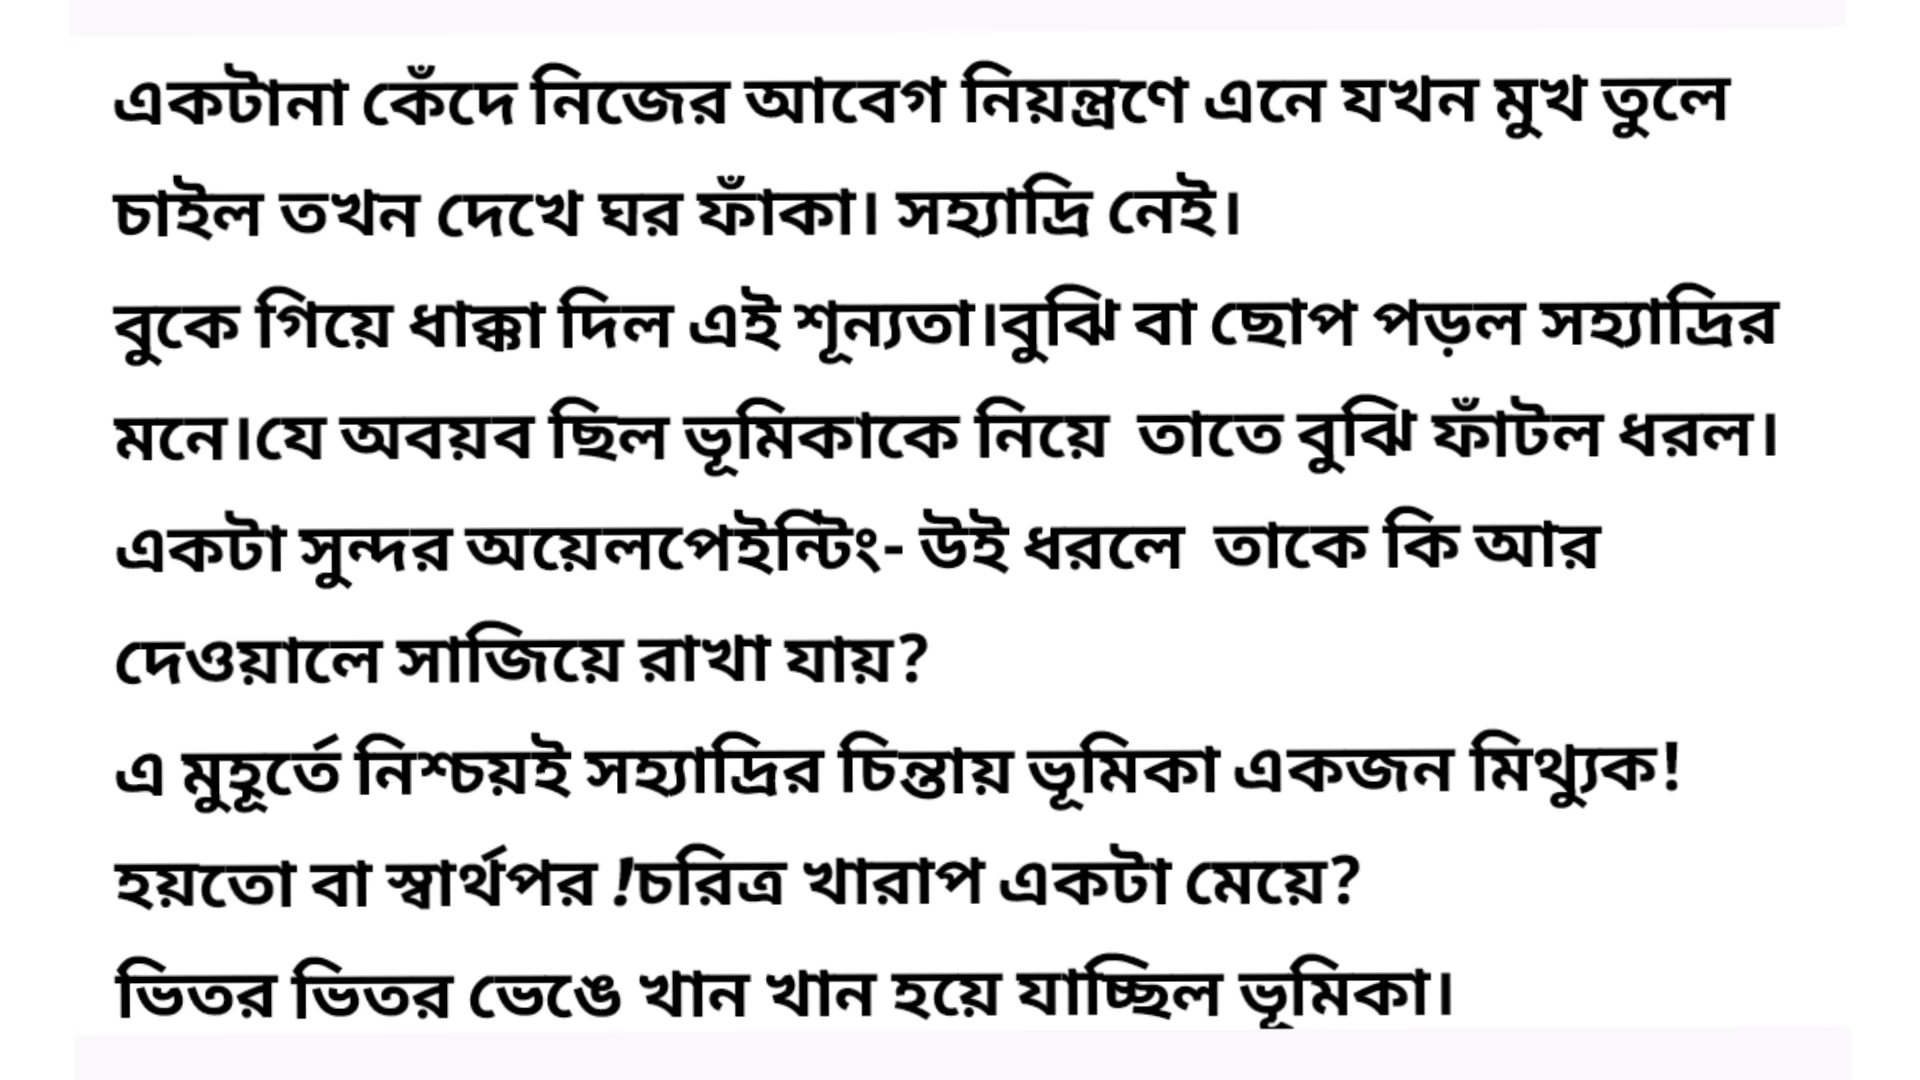 একটানা কেঁদে নিজের আবেগ নিয়ন্ত্রণে এনে যখন মুখ তুলে
চাইল তখন দেখে ঘর ফাঁকা। সহ্যাদ্রি নেই।
বুকে গিয়ে ধাক্কা দিল এই শূন্যতা।বুঝি বা ছোপ পড়ল সহ্যাদ্রির
মনে।যে অবয়ব ছিল ভূমিকাকে নিয়ে তাতে বুঝি ফাঁটল ধরল।
একটা সুন্দর অয়েলপেইন্টিং- উই ধরলে তাকে কি আর
দেওয়ালে সাজিয়ে রাখা যায়?
এ মুহূর্তে নিশ্চয়ই সহ্যাদ্রির চিন্তায় ভূমিকা একজন মিথ্যুক!
হয়তো বা স্বার্থপর !চরিত্র খারাপ একটা মেয়ে?
ভিতর ভিতর ভেঙে খান খান হয়ে যাচ্ছিল ভূমিকা।